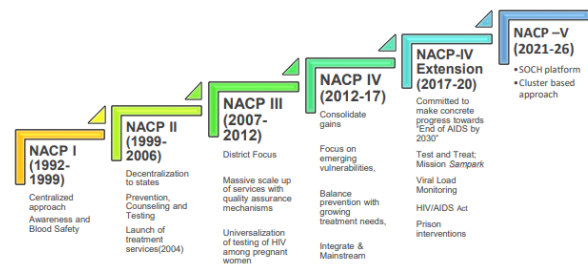 NACP I
(1992-
1999)
Centralized
approach
Awareness and
Blood Safety
NACP II
(1999-
2006)
Decentralization
to states
Prevention,
Counseling and
Testing
Launch of
treatment
services(2004)
NACP III
(2007-
2012)
District Focus
Massive scale up
of services with
quality assurance
mechanisms
Universalization
of testing of HIV
among pregnant
women
NACP IV
(2012-17)
Consolidate
gains
Focus on
emerging
vulnerabilities,
Balance
prevention with
growing
treatment needs,
Integrate &
Mainstream
NACP-IV
Extension
(2017-20)
Committed to
make concrete
progress towards
"End of AIDS by
2030"
Test and Treat;
Mission Sampark
Viral Load
Monitoring
HIV/AIDS Act
Prison
interventions
NACP –V
(2021-26)
• SOCH platform
• Cluster based
approach